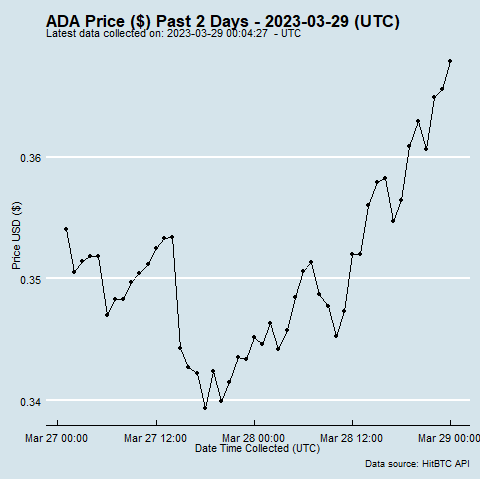 ADA Price ($) Past 2 Days - 2023-03-29 (UTC)
Latest data collected on: 2023-03-29 00:04:27  - UTC
Price USD ($)
0.36
0.35
0.34
Mar 27 00:00
Mar 27 12:00
Mar 28 00:00
Mar 28 12:00
Mar 29 00:00
Date Time Collected (UTC)
Data source: HitBTC API